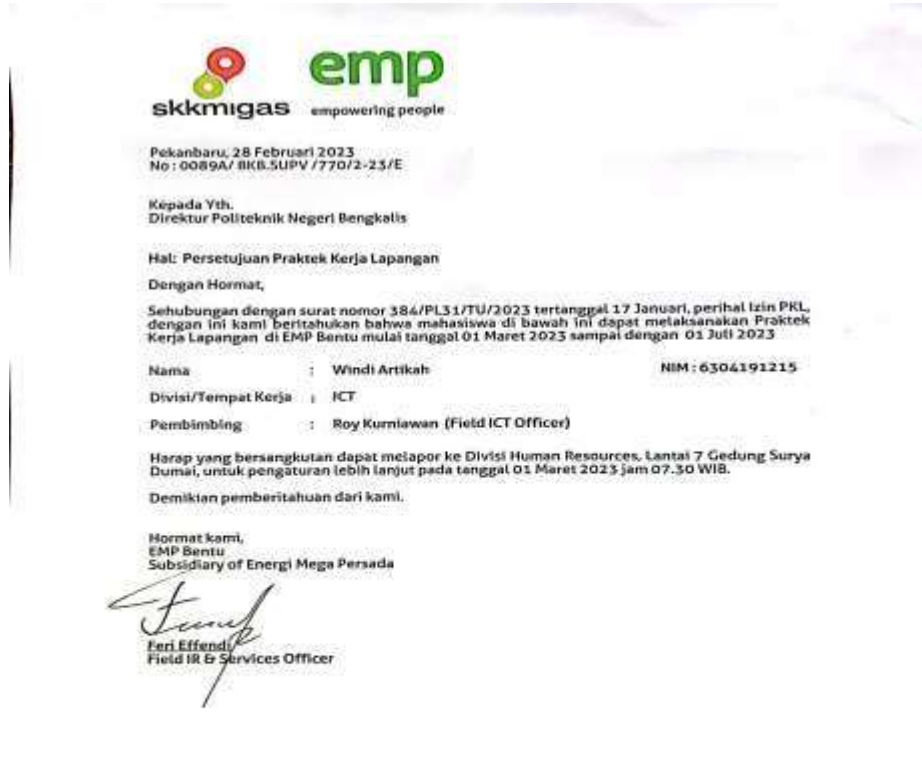 skkmigas
emp
empowering people
Pekanbaru, 28 Februari 2023
No : 0089A/ BKB.SUPV /770/2-23/E
Kepada Yth.
Direktur Politeknik Negeri Bengkalis
Hal: Persetujuan Praktek Kerja Lapangan
Dengan Hormat,
Sehubungan dengan surat nomor 384/PL31/TU/2023 tertanggal 17 Januari, perihal Izin PKL,
dengan ini kami beritahukan bahwa mahasiswa di bawah ini dapat melaksanakan Praktek
Kerja Lapangan di EMP Bentu mulai tanggal 01 Maret 2023 sampai dengan 01 Juli 2023
Nama : Windi Artikah NIM : 6304191215
Divisi/Tempat Kerja : ICT
Pembimbing : Roy Kurniawan (Field ICT Officer)
Harap yang bersangkutan dapat melapor ke Divisi Human Resources, Lantai 7 Gedung Surya
Dumai, untuk pengaturan lebih lanjut pada tanggal 01 Maret 2023 jam 07.30 WIB.
Demikian pemberitahuan dari kami.
Hormat kami,
EMP Bentu
Subsidiary of Energi Mega Persada
Feri Effendi
Field IR & Services Officer